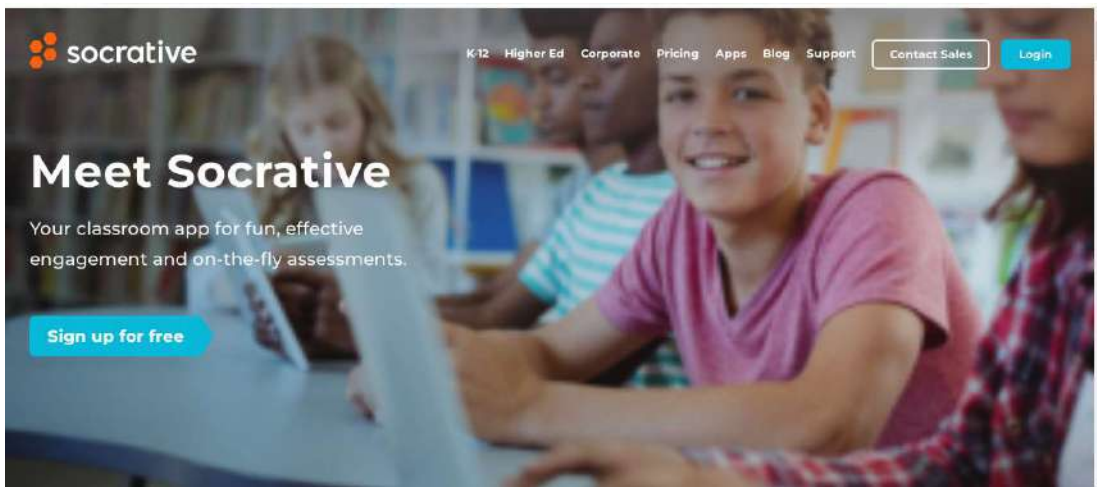 socrative
K-12 Higher Ed Corporate Pricing Apps Blog Support Contact Sales Login
Meet Socrative
Your classroom app for fun, effective
engagement and on-the-fly assessments.
Sign up for free